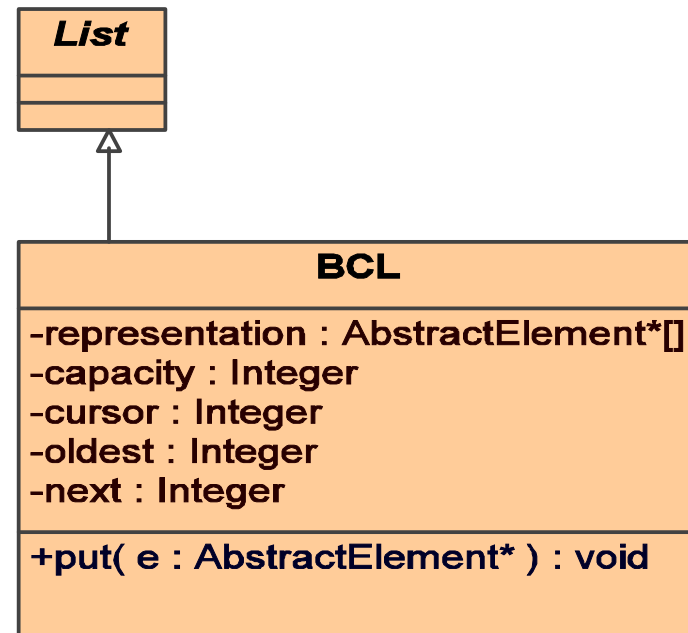 List
BCL
-representation : AbstractElement*[]
-capacity : Integer
-cursor : Integer
-oldest : Integer
-next : Integer
+put( e : AbstractElement* ) : void